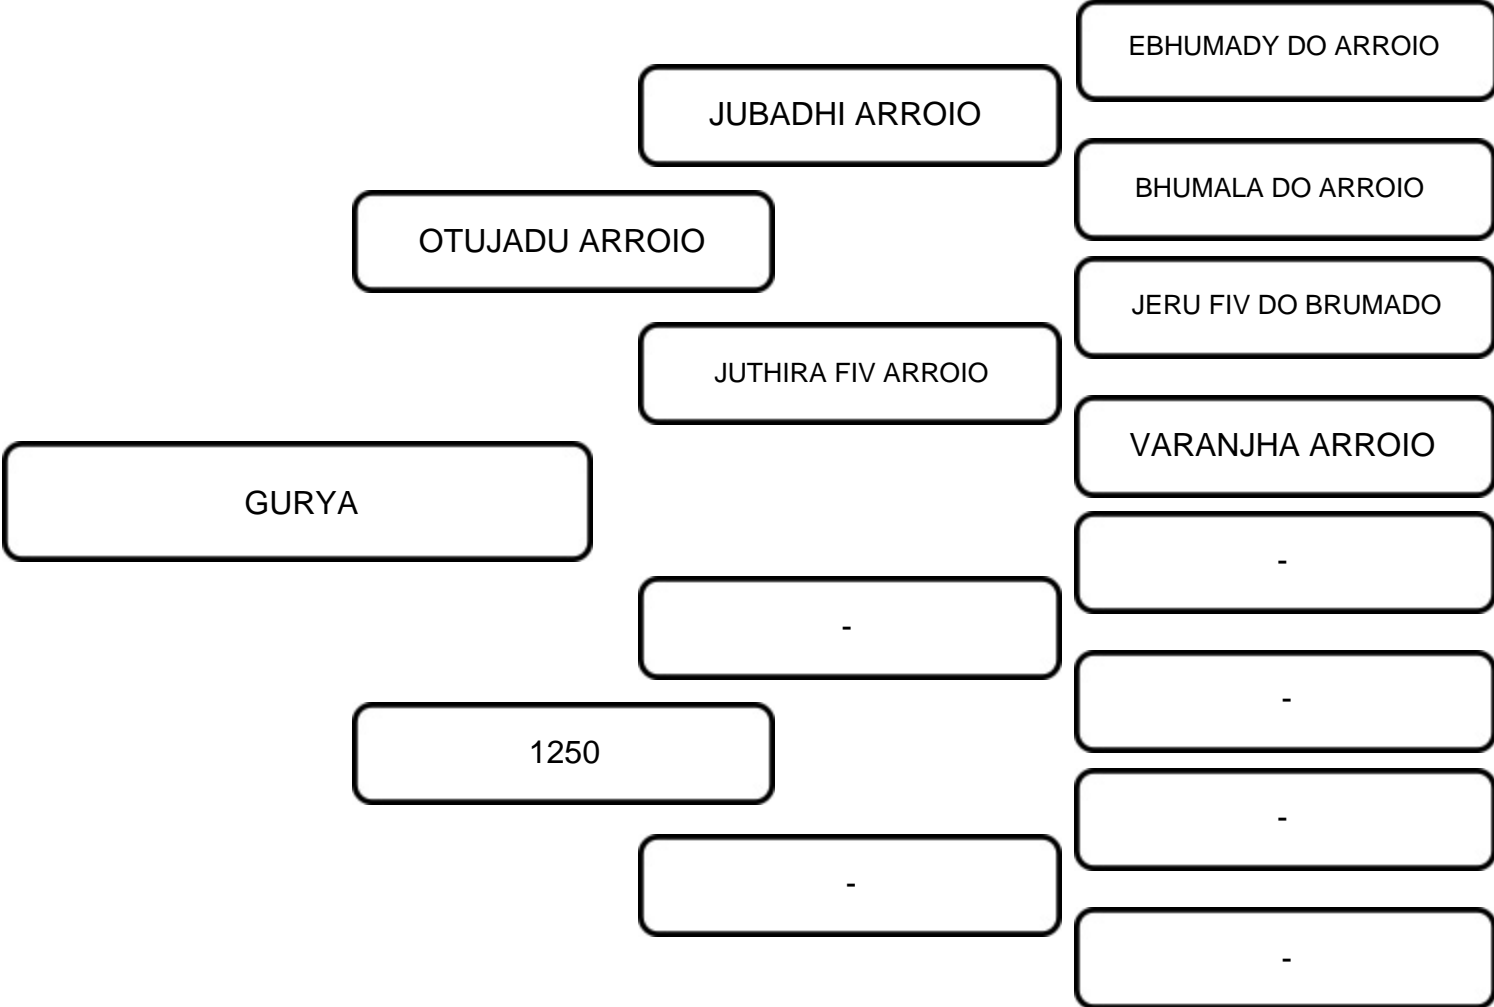 EBHUMADY DO ARROIO
JUBADHI ARROIO
BHUMALA DO ARROIO
OTUJADU ARROIO
JERU FIV DO BRUMADO
JUTHIRA FIV ARROIO
VARANJHA ARROIO
GURYA
-
-
-
1250
-
-
-